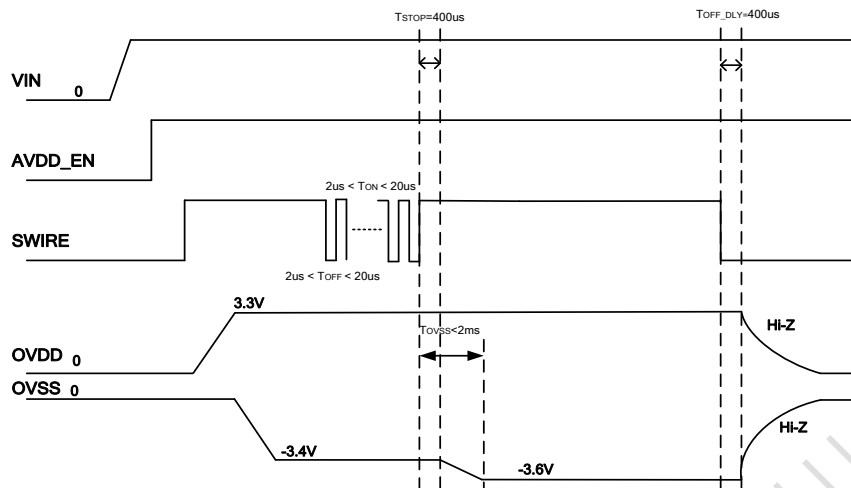 TSTOP=400us
TOFF_DLY=400us
VIN 0
AVDD_EN
2us < TON < 20us
SWIRE
2us < TOFF < 20us
3.3V
TOVSS<2ms
Hi-Z
OVDD 0
OVSS 0
Hi-Z
-3.4V
-3.6V